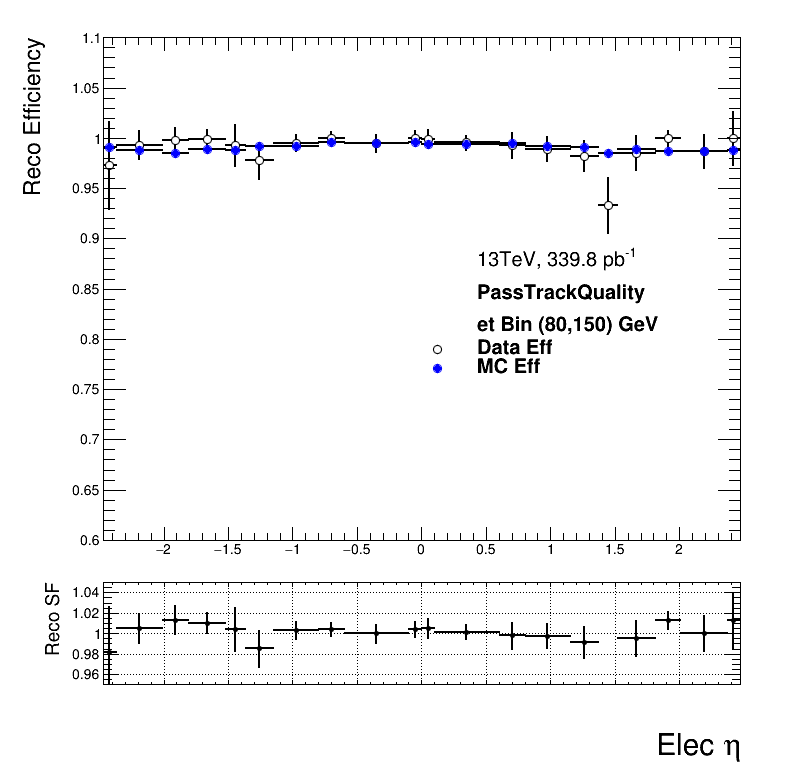 Reco Efficiency
1.1
1.05
1
0.95
0.9
0.85
0.8
0.75
0.7
0.65
0.6
13TeV, 339.8 pb⁻¹
PassTrackQuality
et Bin (80,150) GeV
Data Eff
MC Eff
−2 −1.5 −1 −0.5 0 0.5 1 1.5 2
Reco SF
1.04
1.02
1
0.98
0.96
Elec η